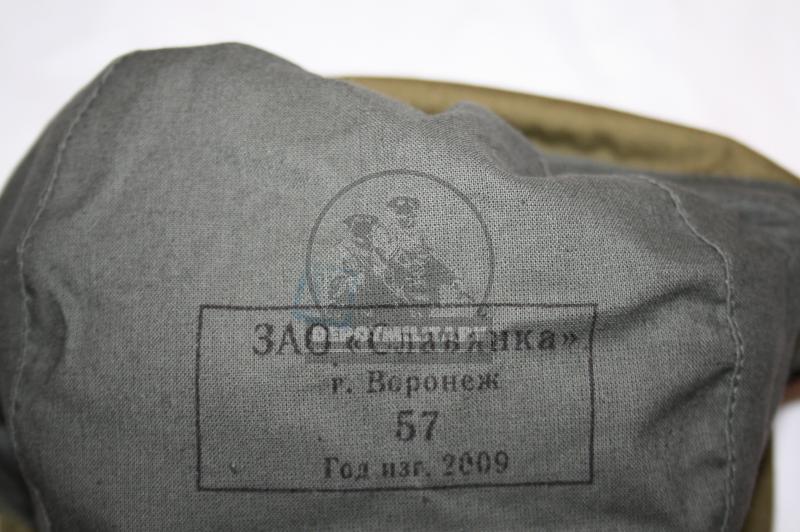 ЗАО «Славянка»
г. Воронеж
57
Год изг. 2009